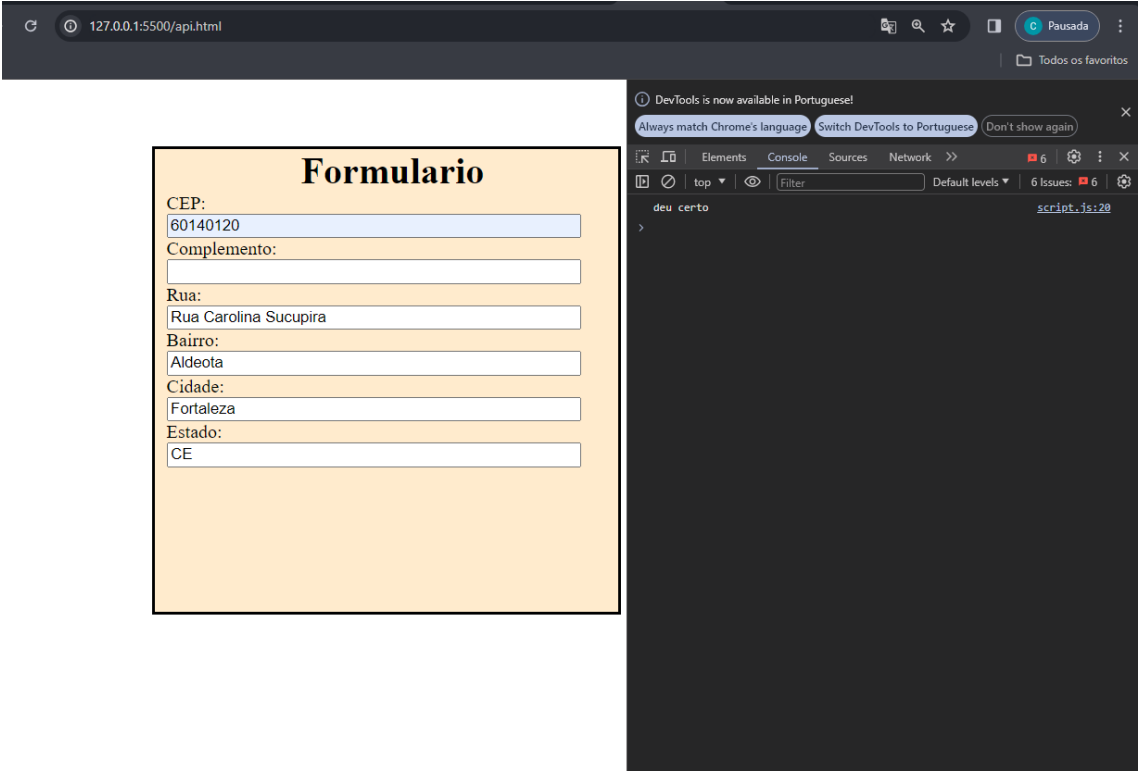 127.0.0.1:5500/api.html
C Pausada
Todos os favoritos
DevTools is now available in Portuguese!
Always match Chrome's language Switch DevTools to Portuguese Don't show again
Elements Console Sources Network 6
top Filter Default levels 6 Issues: 6
deu certo script.js:20
Formulario
CEP:
60140120
Complemento:
Rua:
Rua Carolina Sucupira
Bairro:
Aldeota
Cidade:
Fortaleza
Estado:
CE